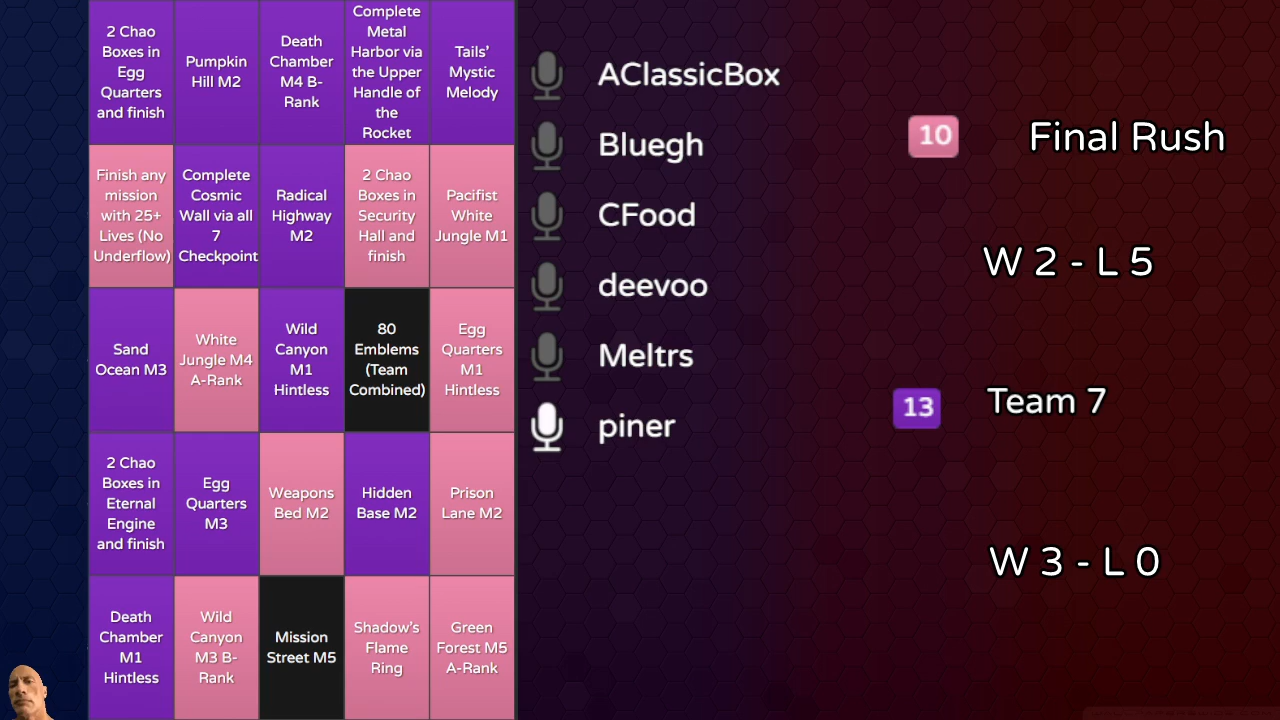 2 Chao
Boxes in
Egg
Quarters
and finish
Pumpkin
Hill M2
Death
Chamber
M4 B-
Rank
Complete
Metal
Harbor via
the Upper
Handle of
the
Rocket
Tails'
Mystic
Melody
Finish any
mission
with 25+
Lives (No
Underflow)
Complete
Cosmic
Wall via all
7
Checkpoint
Radical
Highway
M2
2 Chao
Boxes in
Security
Hall and
finish
Pacifist
White
Jungle M1
Sand
Ocean M3
White
Jungle M4
A-Rank
Wild
Canyon
M1
Hintless
80
Emblems
(Team
Combined)
Egg
Quarters
M1
Hintless
2 Chao
Boxes in
Eternal
Engine
and finish
Egg
Quarters
M3
Weapons
Bed M2
Hidden
Base M2
Prison
Lane M2
Death
Chamber
M1
Hintless
Wild
Canyon
M3 B-
Rank
Mission
Street M5
Shadow's
Flame
Ring
Green
Forest M5
A-Rank
AClassicBox
Bluegh
CFood
deevoo
Meltrs
piner
10 Final Rush
W 2 - L 5
13 Team 7
W 3 - L 0